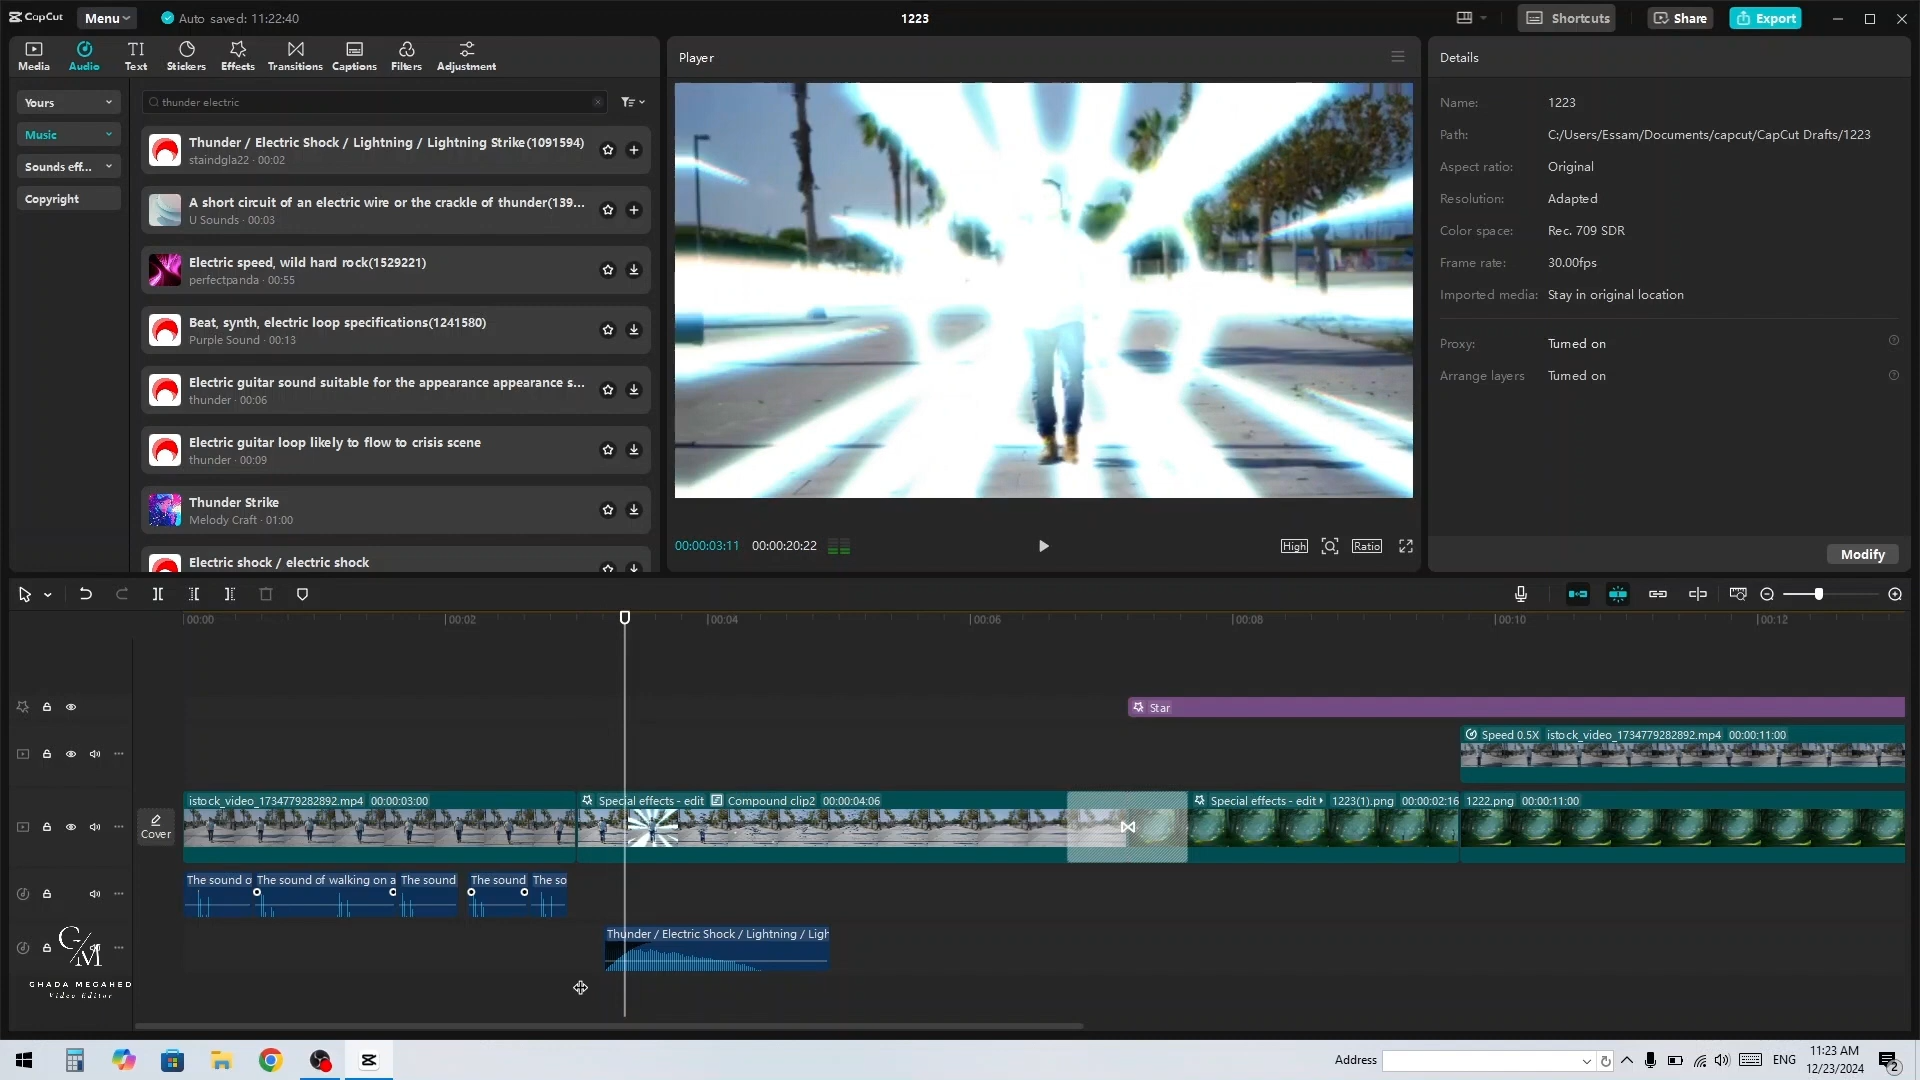 CapCut
Menu
Auto saved: 11:22:40
1223
Shortcuts
Share
Export
Media
Audio
Text
Stickers
Effects
Transitions
Captions
Filters
Adjustment
Yours
Music
Sounds eff...
Copyright
thunder electric
Thunder / Electric Shock / Lightning / Lightning Strike(1091594)
staindgla22 · 00:02
A short circuit of an electric wire or the crackle of thunder(139...
U Sounds · 00:03
Electric speed, wild hard rock(1529221)
perfectpanda · 00:55
Beat, synth, electric loop specifications(1241580)
Purple Sound · 00:13
Electric guitar sound suitable for the appearance appearance s...
thunder · 00:06
Electric guitar loop likely to flow to crisis scene
thunder · 00:09
Thunder Strike
Melody Craft · 01:00
Electric shock / electric shock
Player
00:00:03:11
00:00:20:22
High
Ratio
Details
Name: 1223
Path: C:/Users/Essam/Documents/capcut/CapCut Drafts/1223
Aspect ratio: Original
Resolution: Adapted
Color space: Rec. 709 SDR
Frame rate: 30.00fps
Imported media: Stay in original location
Proxy: Turned on
Arrange layers Turned on
Modify
00:00
00:02
00:04
00:06
00:08
00:10
00:12
Star
Speed 0.5X istock_video_1734779282892.mp4 00:00:11:00
Cover
istock_video_1734779282892.mp4 00:00:03:00
Special effects - edit Compound clip2 00:00:04:06
Special effects - edit 1223(1).png 00:00:02:16
1222.png 00:00:11:00
The sound o
The sound of walking on a
The sound
The sound
The so
Thunder / Electric Shock / Lightning / Ligh
G/M
GHADA MEGAHED
Video Editor
Address
ENG
11:23 AM
12/23/2024
2